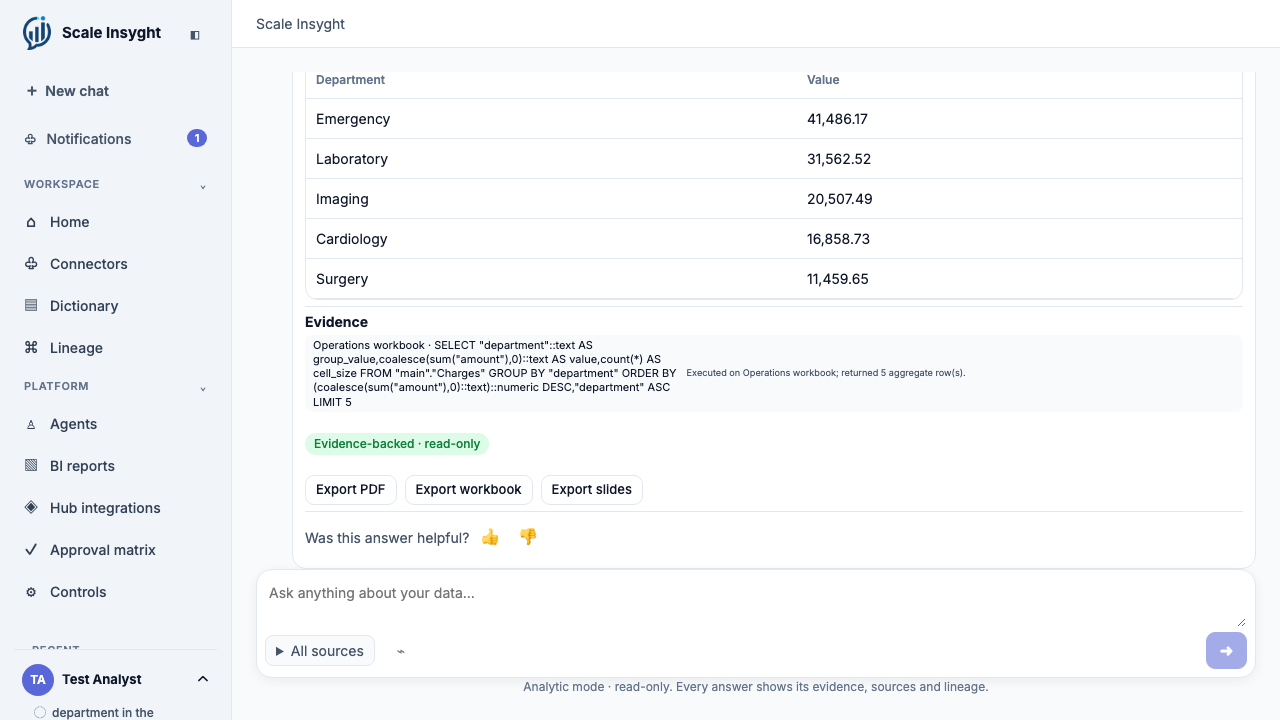 Scale Insyght
Scale Insyght
+ New chat
Notifications 1
WORKSPACE
Home
Connectors
Dictionary
Lineage
PLATFORM
Agents
BI reports
Hub integrations
Approval matrix
Controls
RECENT
TA Test Analyst
department in the
Department Value
Emergency 41,486.17
Laboratory 31,562.52
Imaging 20,507.49
Cardiology 16,858.73
Surgery 11,459.65
Evidence
Operations workbook · SELECT "department"::text AS
group_value,coalesce(sum("amount"),0)::text AS value,count(*) AS
cell_size FROM "main"."Charges" GROUP BY "department" ORDER BY
(coalesce(sum("amount"),0)::text)::numeric DESC,"department" ASC
LIMIT 5
Executed on Operations workbook; returned 5 aggregate row(s).
Evidence-backed · read-only
Export PDF Export workbook Export slides
Was this answer helpful?
Ask anything about your data...
All sources
Analytic mode · read-only. Every answer shows its evidence, sources and lineage.